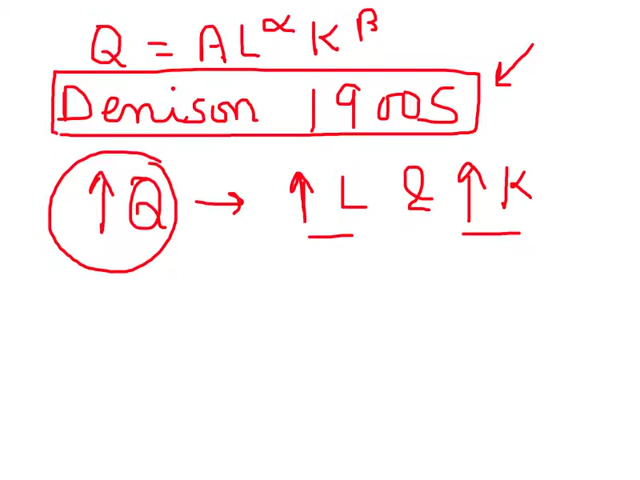 Q = AL^α K^β
Denison 1900s
↑Q → ↑L & ↑K